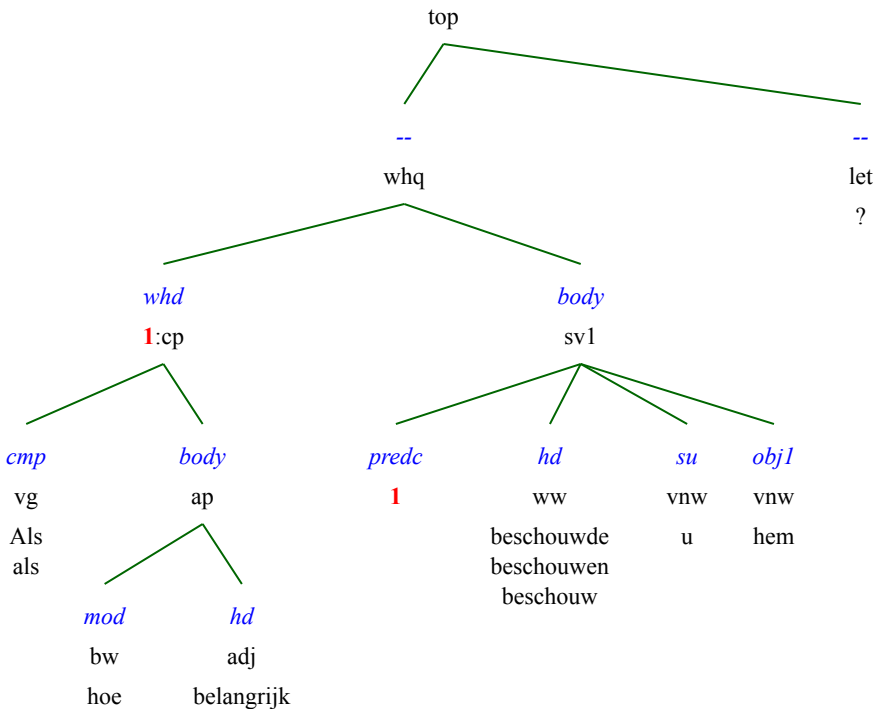 top
-- --
whq let
?
whd body
1:cp sv1
cmp body predc hd su obj1
vg ap 1 ww vnw vnw
Als beschouwde u hem
als beschouwen
beschouw
mod hd
bw adj
hoe belangrijk